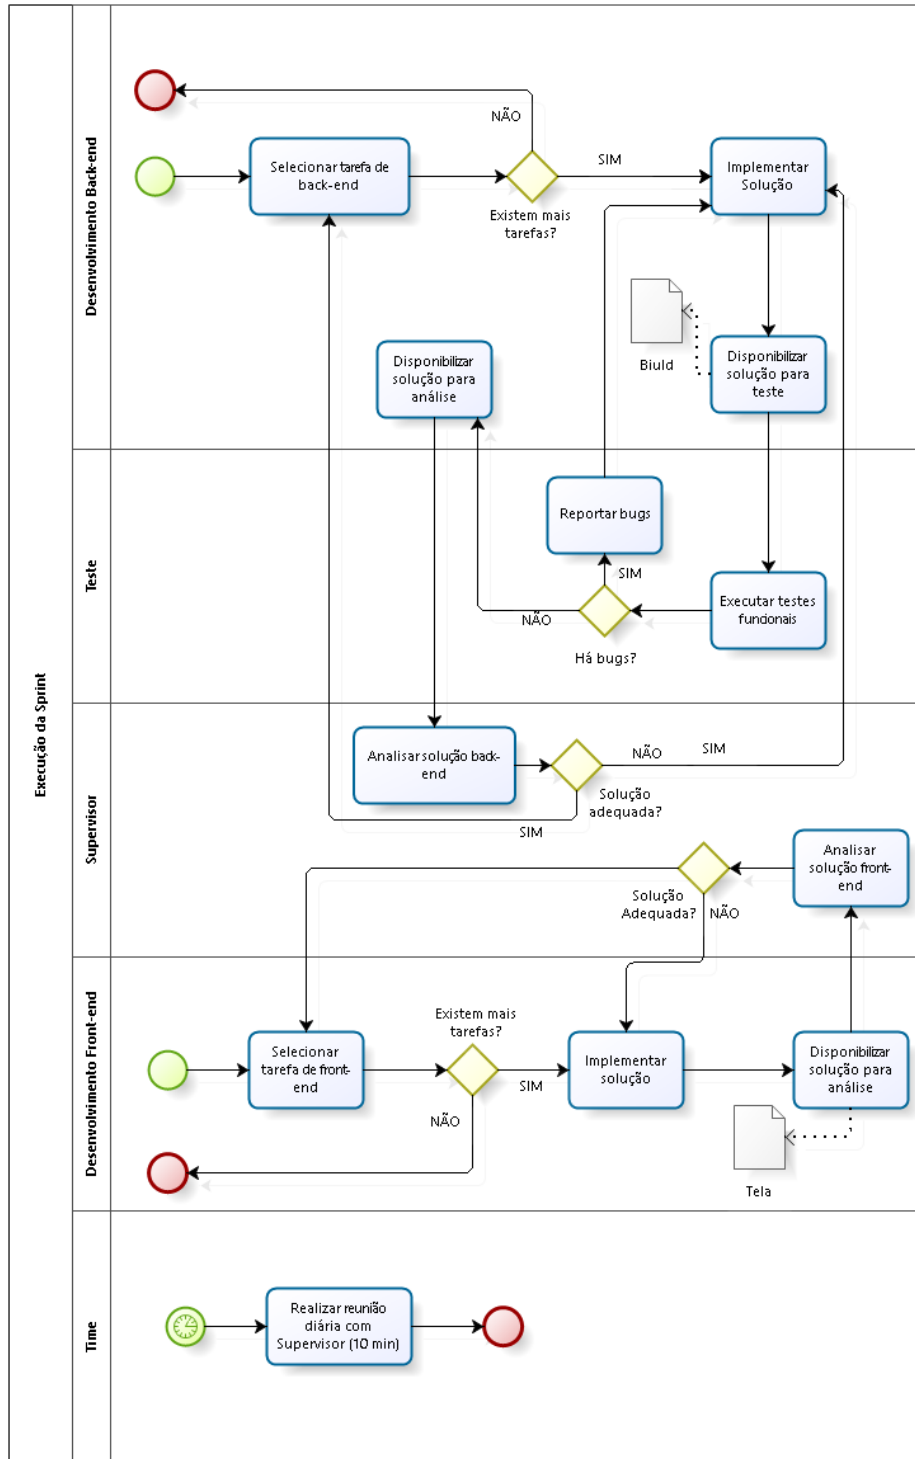 Execução da Sprint
Desenvolvimento Back-end
NÃO
Selecionar tarefa de
back-end
SIM
Existem mais
tarefas?
Implementar
Solução
Biuld
Disponibilizar
solução para
teste
Disponibilizar
solução para
análise
Teste
Reportar bugs
SIM
NÃO
Há bugs?
Executar testes
funcionais
Supervisor
Analisar solução back-
end
NÃO
SIM
Solução
adequada?
SIM
Analisar
solução front-
end
Solução
Adequada?
NÃO
Desenvolvimento Front-end
Existem mais
tarefas?
Selecionar
tarefa de front-
end
SIM
NÃO
Implementar
solução
Disponibilizar
solução para
análise
Tela
Time
Realizar reunião
diária com
Supervisor (10 min)